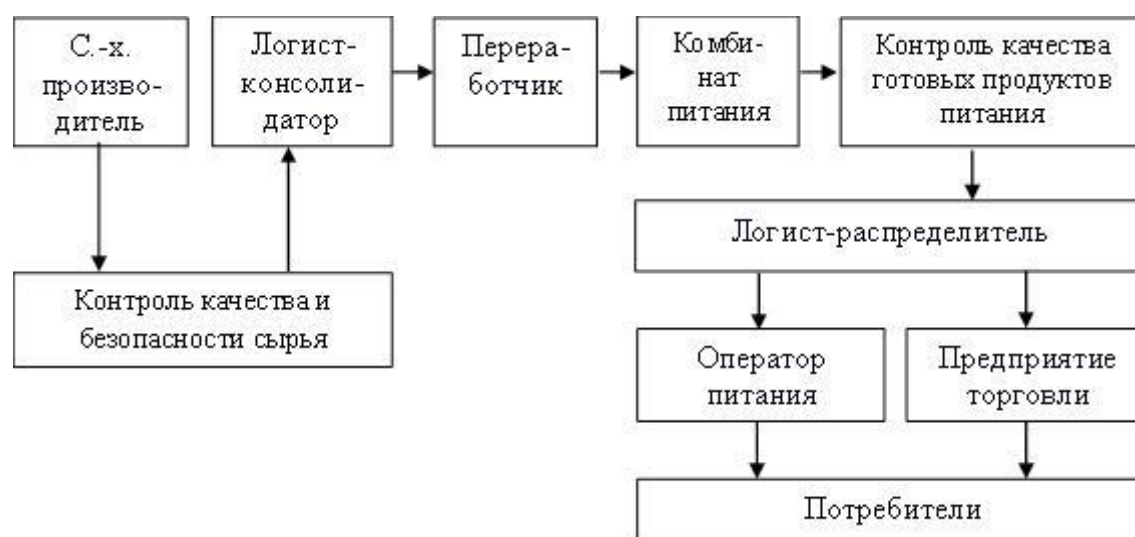 С.-х.
произво-
дитель
Логист-
консоли-
датор
Перера-
ботчик
Комби-
нат
питания
Контроль качества
готовых продуктов
питания
Логист-распределитель
Контроль качества и
безопасности сырья
Оператор
питания
Предприятие
торговли
Потребители